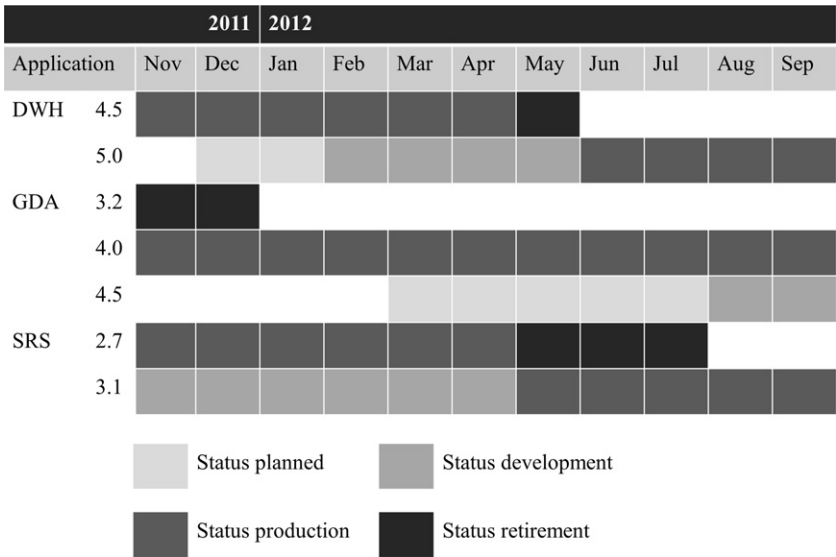 2011 2012
Application Nov Dec Jan Feb Mar Apr May Jun Jul Aug Sep
DWH 4.5
5.0
GDA 3.2
4.0
4.5
SRS 2.7
3.1
Status planned Status development
Status production Status retirement